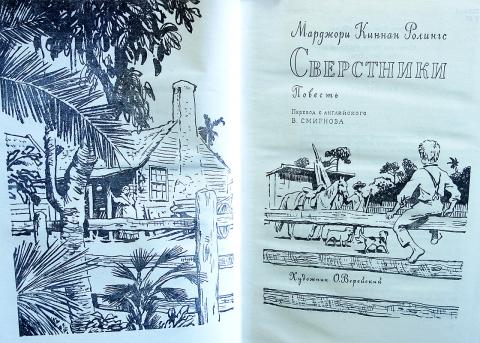 Марджори Киннан Ролингс
Сверстники
Повесть
Перевод с английского
В. Смирнова
Художник О. Верейский